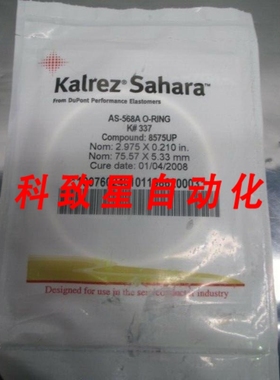 Kalrez® Sahara™
From DuPont Performance Elastomers
AS-568A O-RING
K# 337
Compound: 8575UP
Nom: 2.975 X 0.210 in.
Nom: 75.57 X 5.33 mm
Cure date: 01/04/2008
科致星自动化
Designed for use in the semiconductor industry